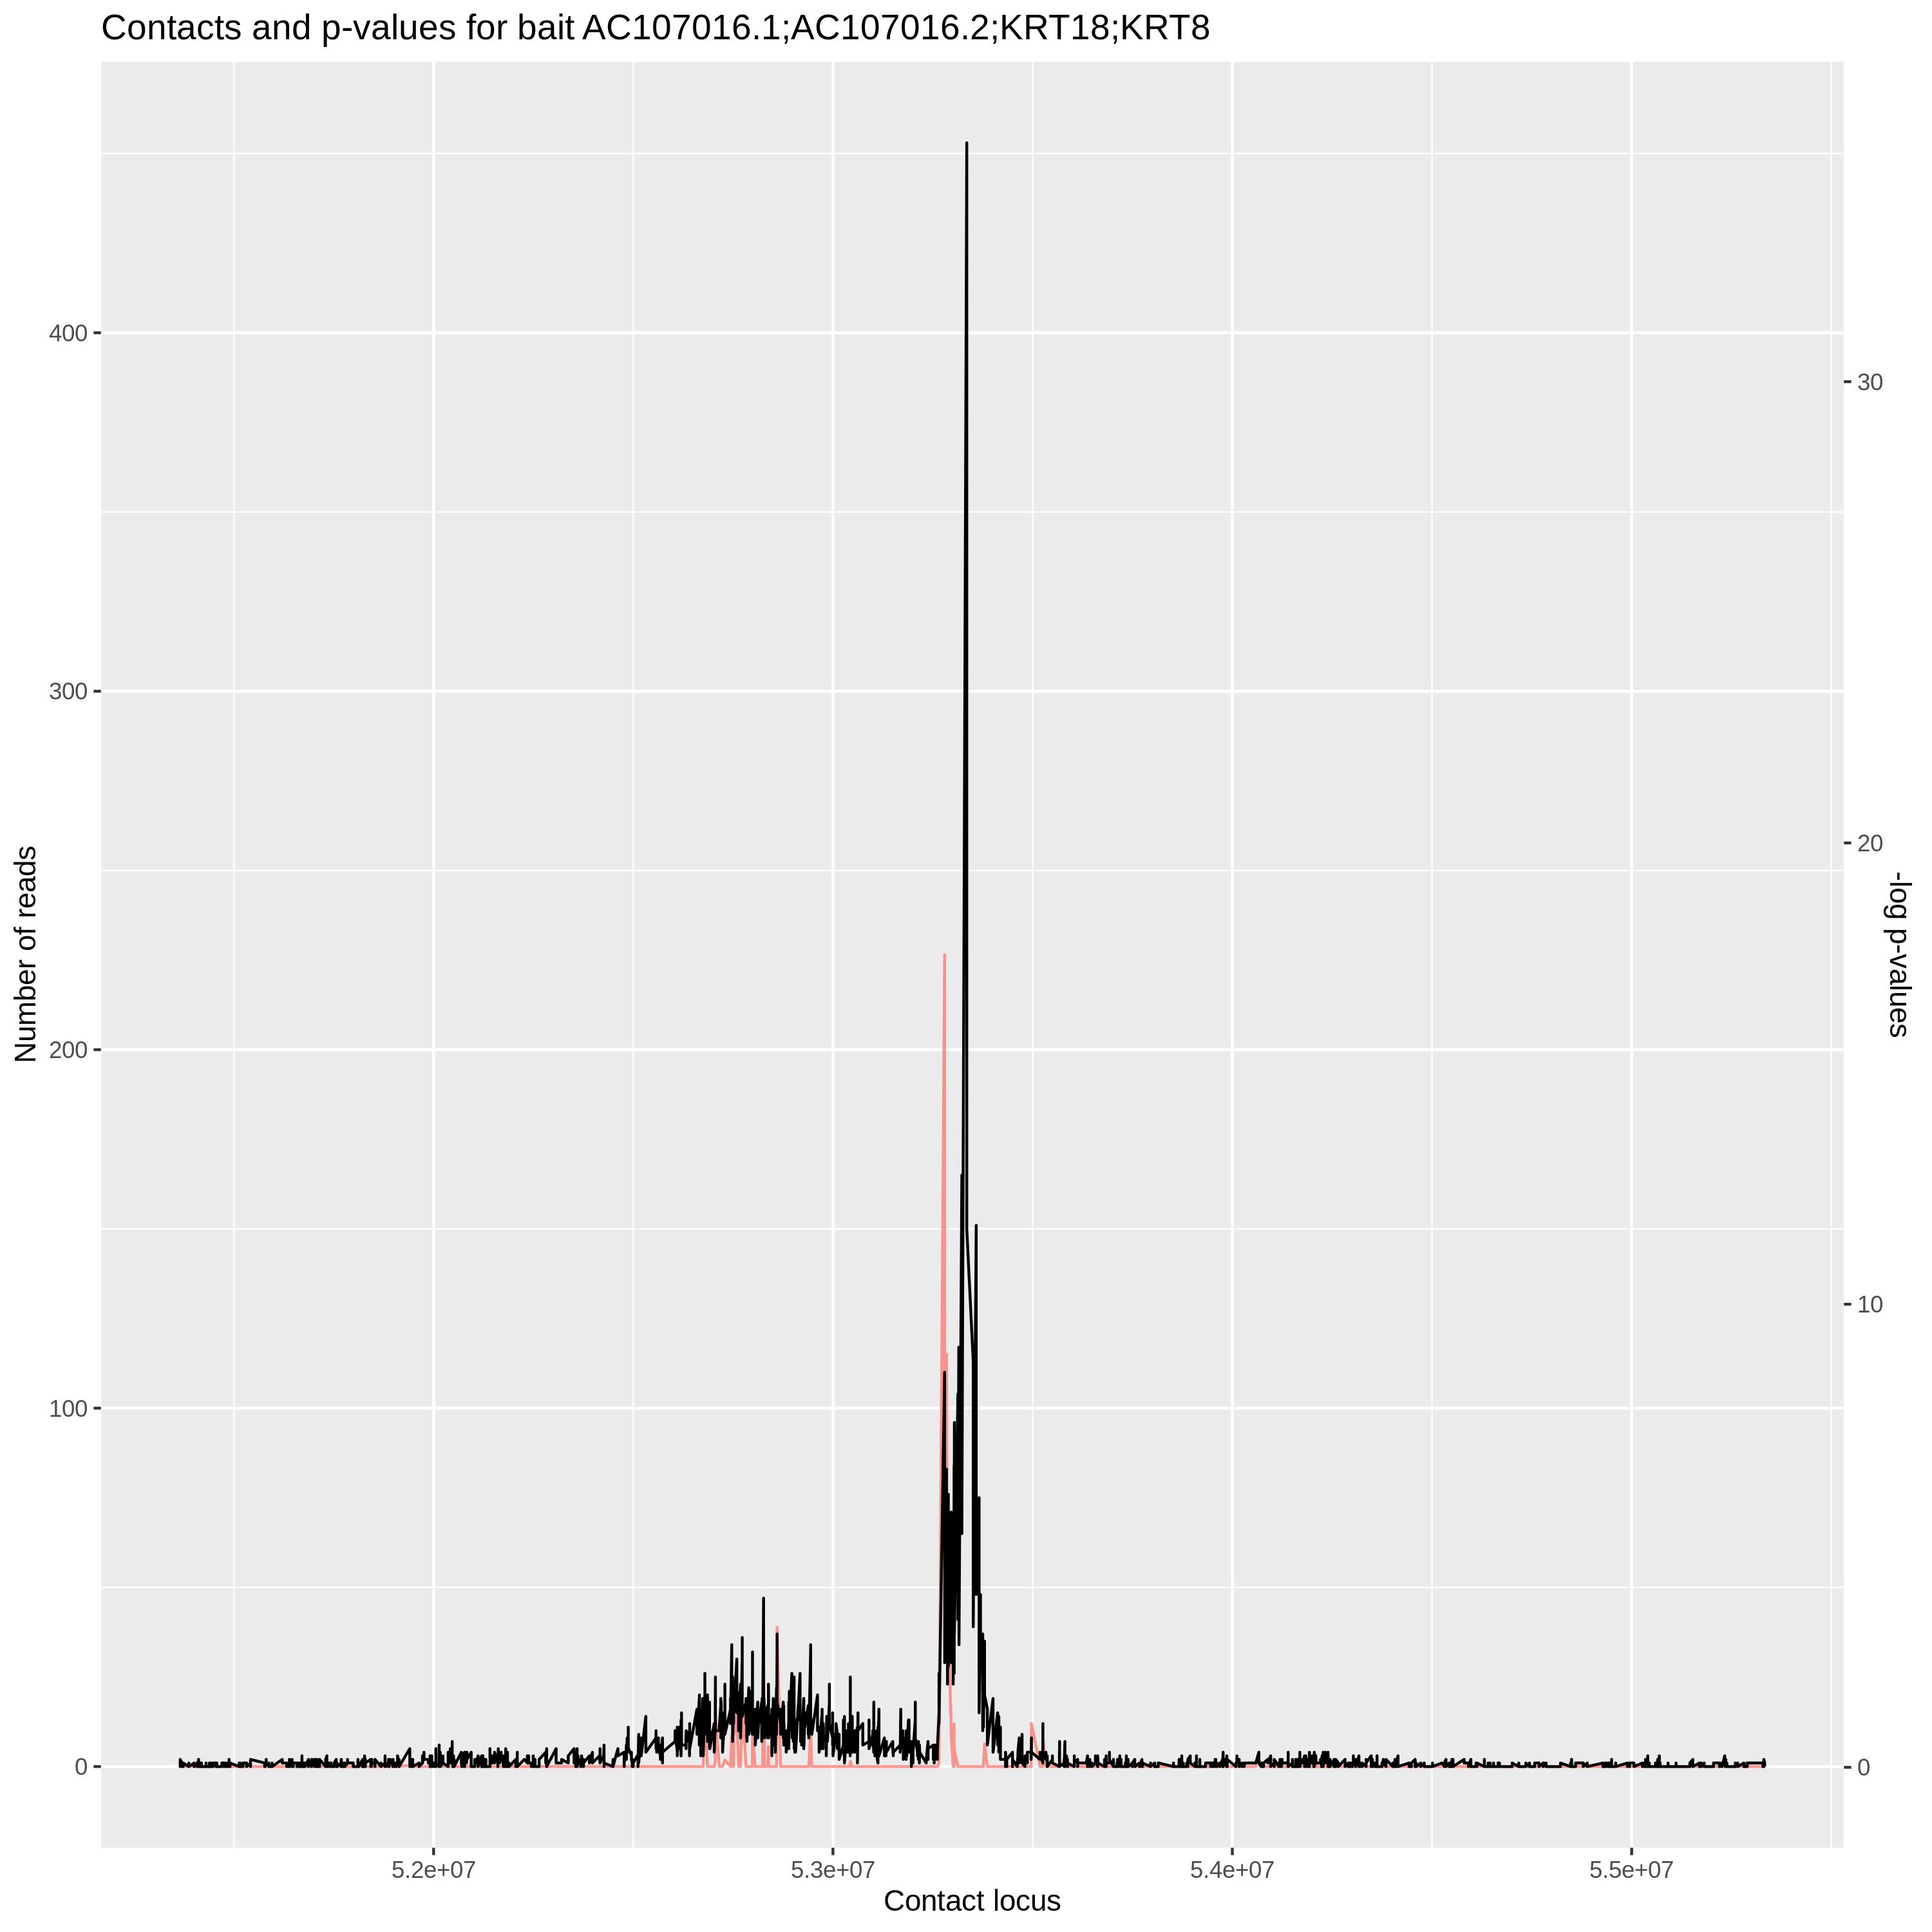 Contacts and p-values for bait AC107016.1;AC107016.2;KRT18;KRT8
400
300
200
100
0
Number of reads
30
20
10
0
-log p-values
5.2e+07
5.3e+07
5.4e+07
5.5e+07
Contact locus